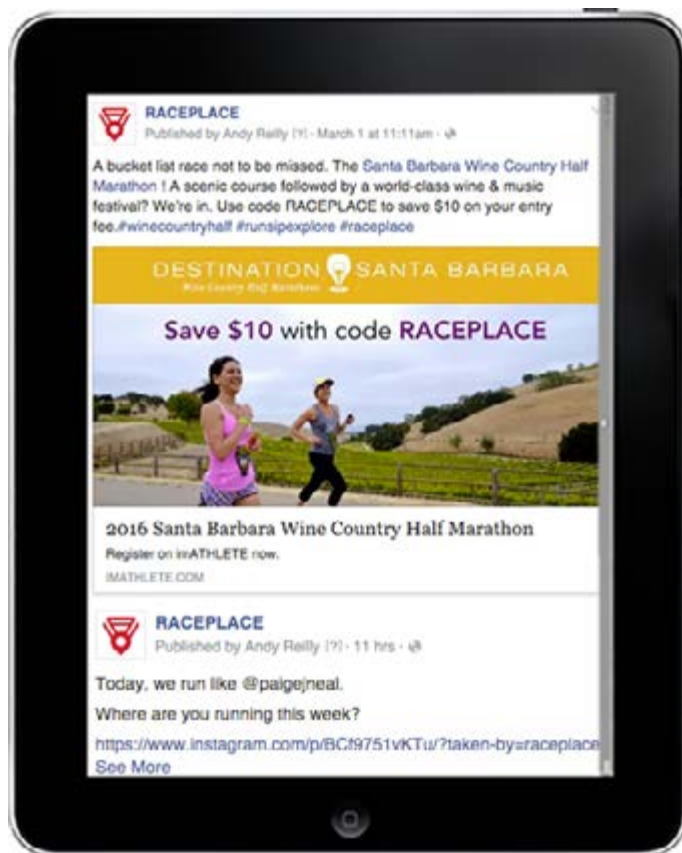 RACEPLACE
Published by Andy Reilly [?] · March 1 at 11:11am ·
A bucket list race not to be missed. The Santa Barbara Wine Country Half
Marathon ! A scenic course followed by a world-class wine & music
festival? We're in. Use code RACEPLACE to save $10 on your entry
fee.#winecountryhalf #runsipexplore #raceplace
DESTINATION SANTA BARBARA
Wine Country Half Marathons
Save $10 with code RACEPLACE
2016 Santa Barbara Wine Country Half Marathon
Register on imATHLETE now.
IMATHLETE.COM
RACEPLACE
Published by Andy Reilly [?] · 11 hrs ·
Today, we run like @paigejneal.
Where are you running this week?
https://www.instagram.com/p/BCf9751vKTu/?taken-by=raceplace
See More